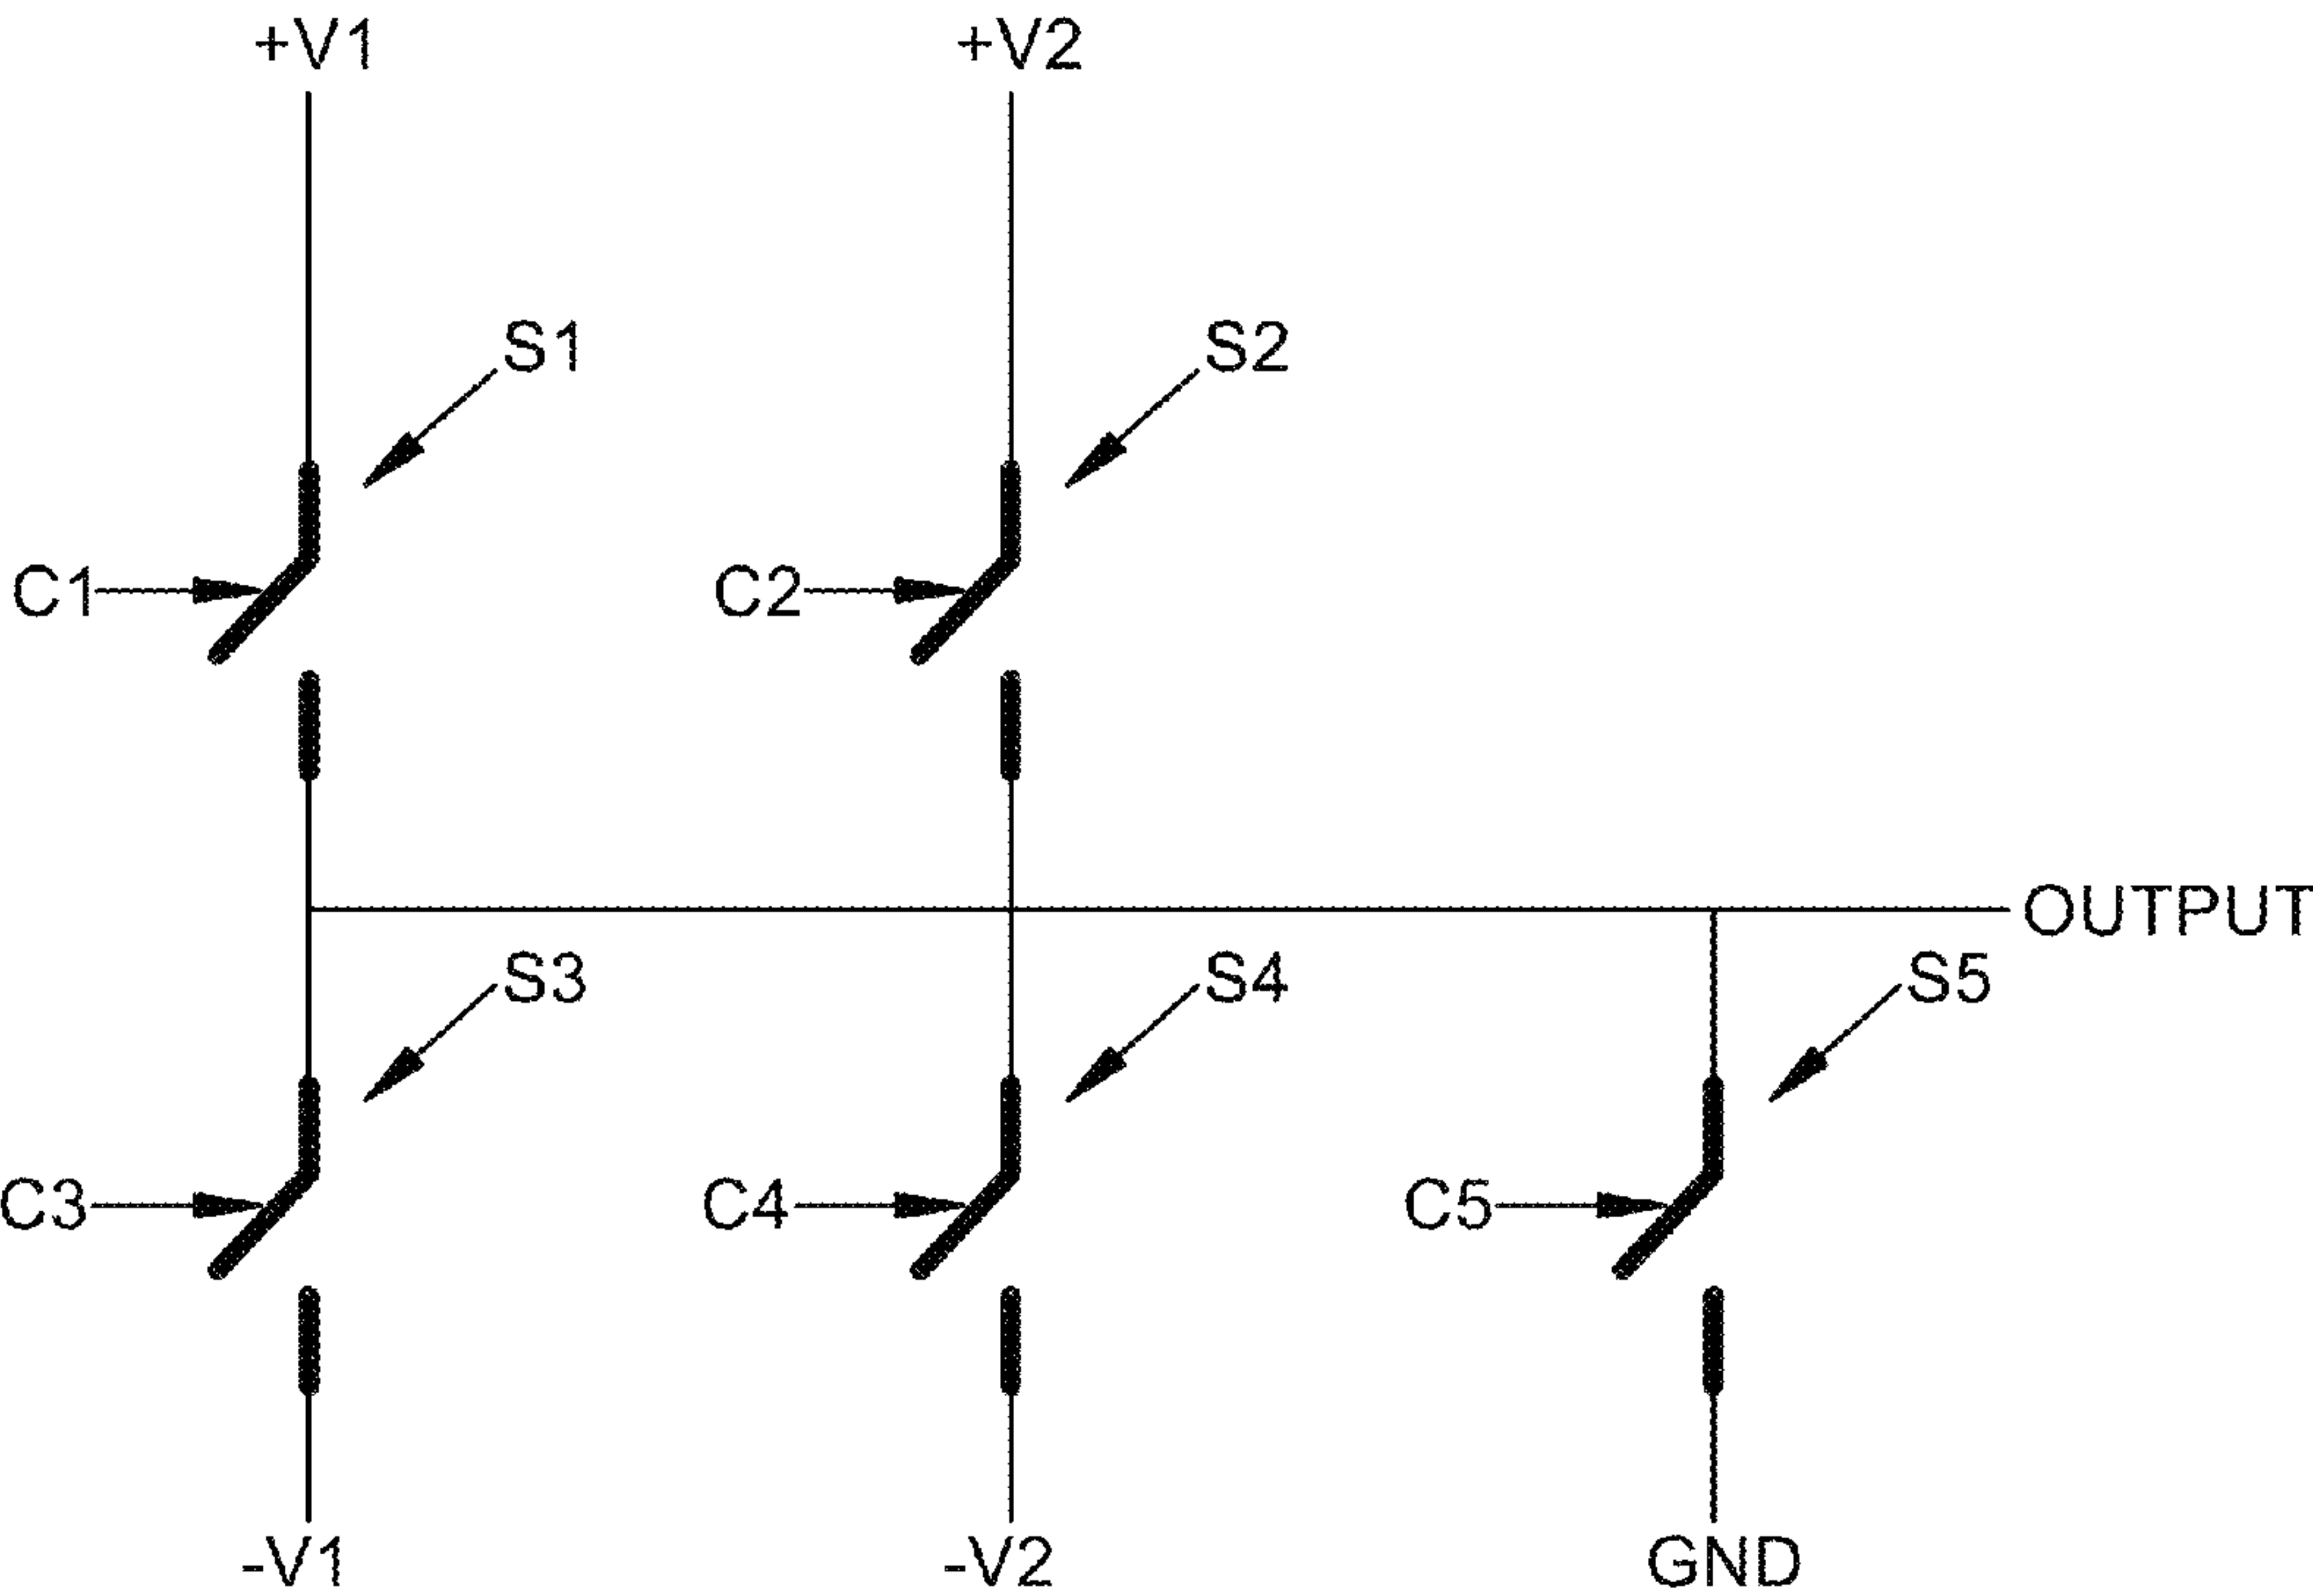 +V1 +V2
S1 S2
C1 C2
OUTPUT
S3 S4 S5
C3 C4 C5
-V1 -V2 GND